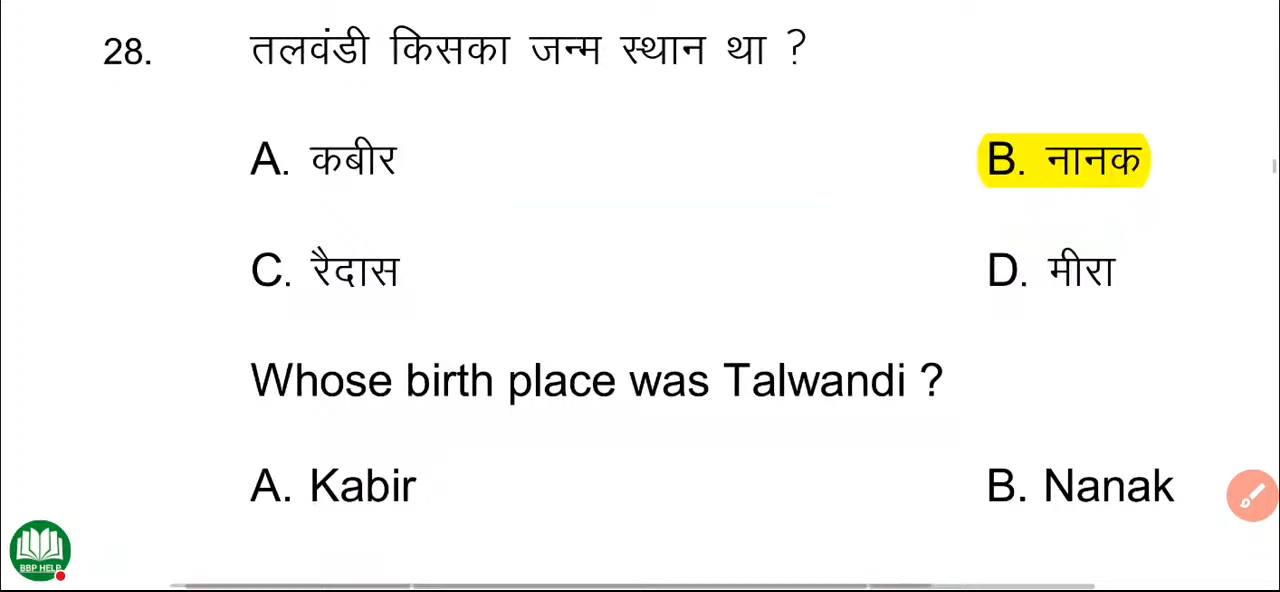 28. तलवंडी किसका जन्म स्थान था ?
A. कबीर B. नानक
C. रैदास D. मीरा
Whose birth place was Talwandi ?
A. Kabir B. Nanak
BBP HELP